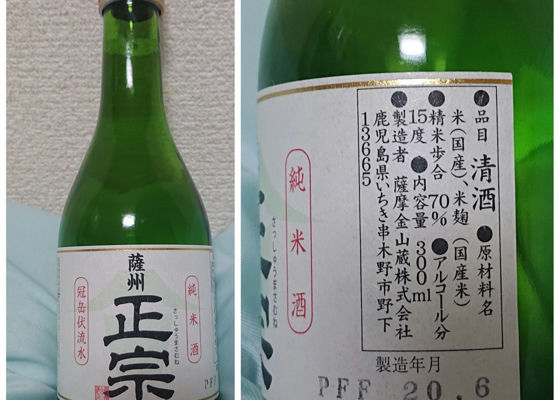 薩州
正宗
さっしゅうまさむね
純米酒
冠岳伏流水
純米酒
さっしゅうまさむね
●品目 清酒 ●原材料名
米(国産)、米麹(国産米)
精米歩合 70% ●アルコール分
15度 ●内容量 300ml
●製造者 薩摩金山蔵株式会社
鹿児島県いちき串木野市野下
13665
製造年月
PFF 20.6